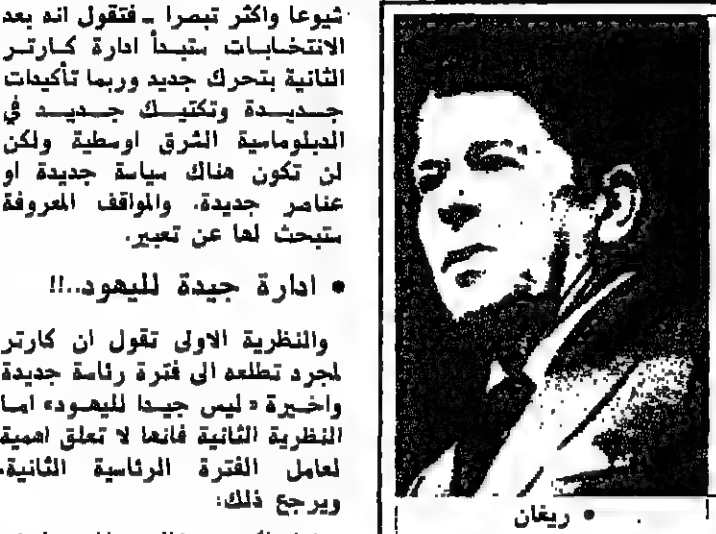 شيوعا واكثر تبصرا ـ فتقول انه بعد
الانتخابات ستبدأ ادارة كارتر
الثانية بتحرك جديد وربما تأكيدات
جديدة وتكتيك جديد في
الدبلوماسية الشرق اوسطية ولكن
لن تكون هناك سياسة جديدة او
عناصر جديدة. والمواقف المعروفة
ستبحث لها عن تعبير.
• ادارة جيدة لليهود..!!
والنظرية الاولى تقول ان كارتر
لمجرد تطلعه الى فترة رئاسة جديدة
واخيرة « ليس جيدا لليهود» اما
النظرية الثانية فانها لا تعلق اهمية
لعامل الفترة الرئاسية الثانية.
ويرجع ذلك:
• ريغان